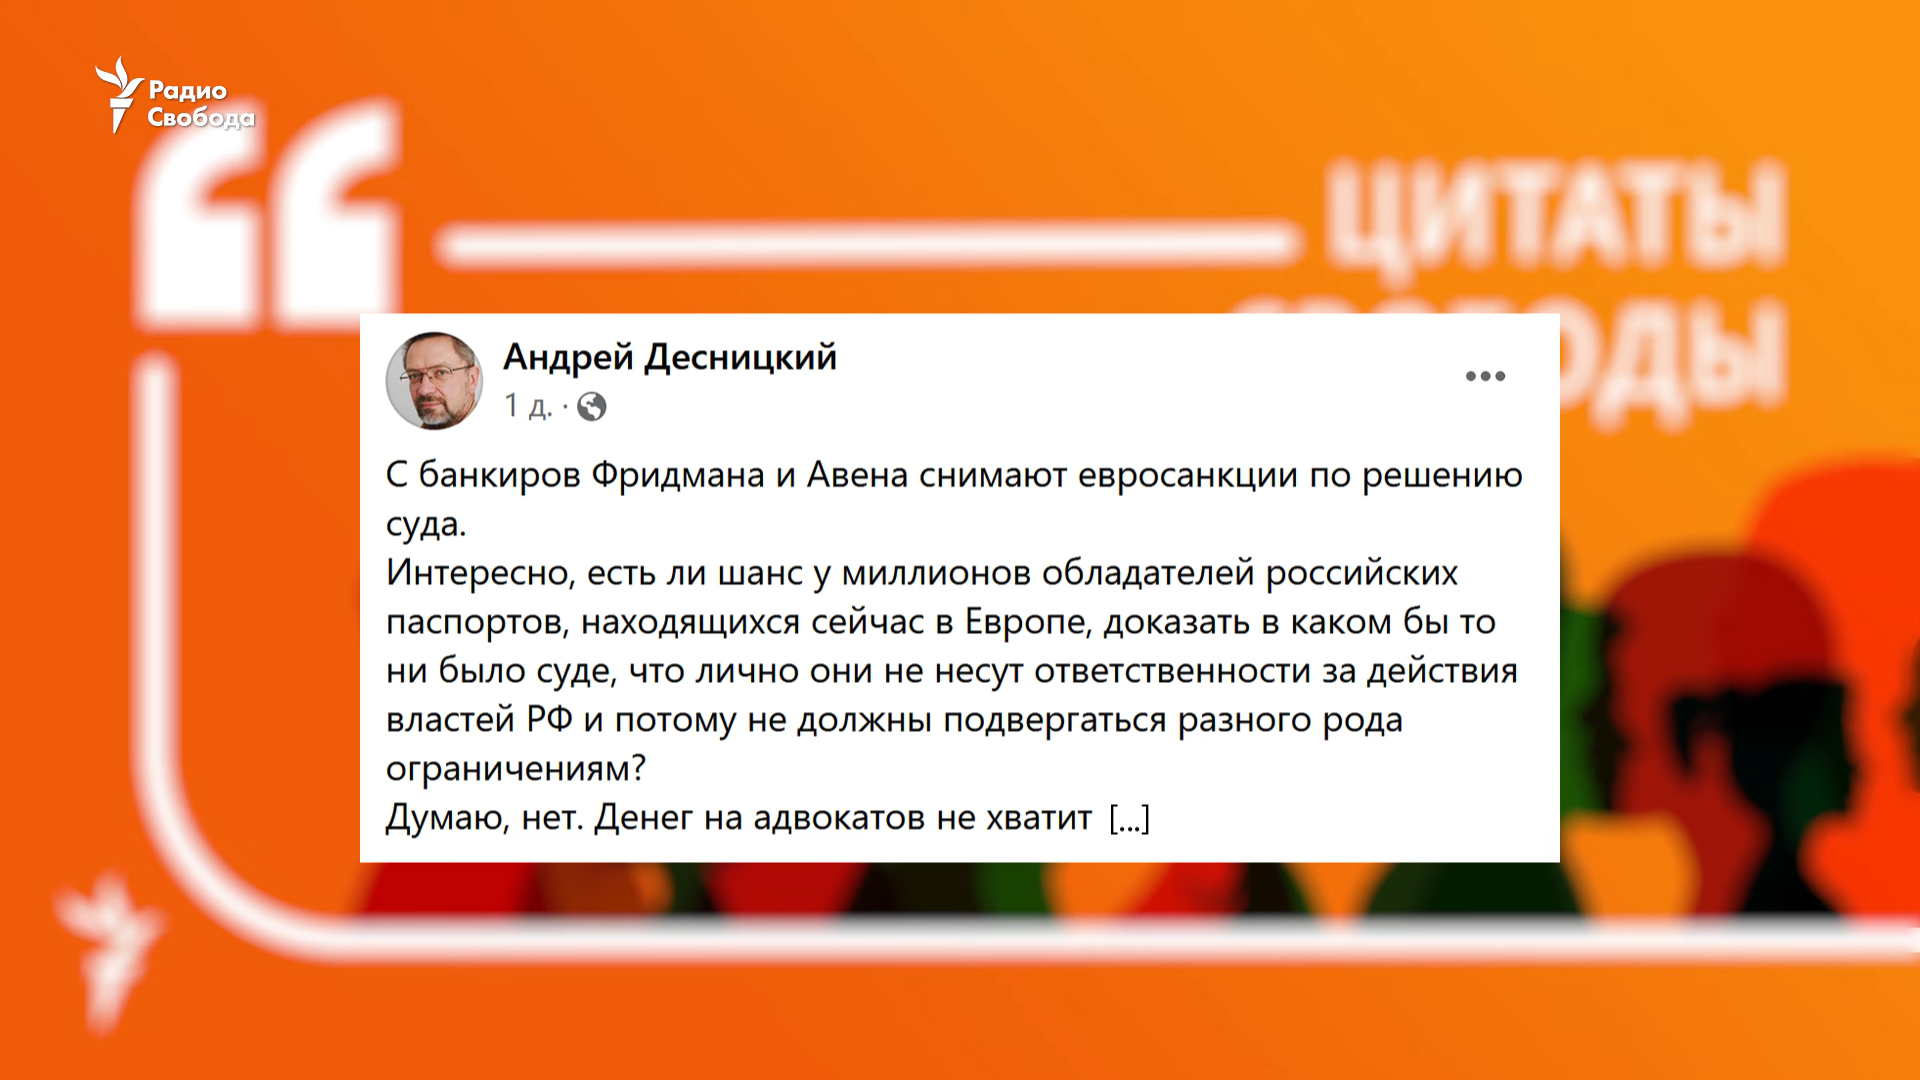 Радио
Свобода
ЦИТАТЫ
СВОБОДЫ
Андрей Десницкий
1 д. ·
С банкиров Фридмана и Авена снимают евросанкции по решению
суда.
Интересно, есть ли шанс у миллионов обладателей российских
паспортов, находящихся сейчас в Европе, доказать в каком бы то
ни было суде, что лично они не несут ответственности за действия
властей РФ и потому не должны подвергаться разного рода
ограничениям?
Думаю, нет. Денег на адвокатов не хватит [...]